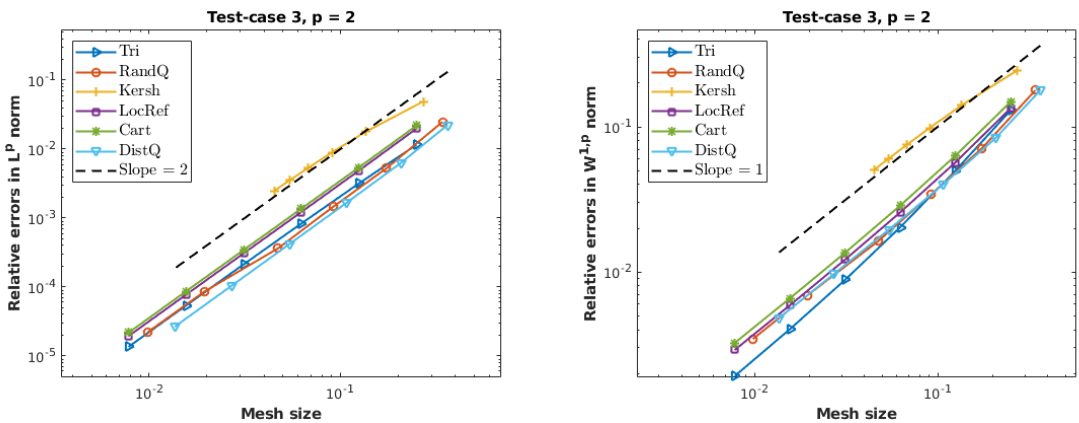 Test-case 3, p = 2
Tri
RandQ
Kersh
LocRef
Cart
DistQ
Slope = 2
10⁻¹
10⁻²
10⁻³
10⁻⁴
10⁻⁵
Relative errors in Lᵖ norm
10⁻² 10⁻¹
Mesh size
Test-case 3, p = 2
Tri
RandQ
Kersh
LocRef
Cart
DistQ
Slope = 1
10⁻¹
10⁻²
Relative errors in W¹,ᵖ norm
10⁻² 10⁻¹
Mesh size